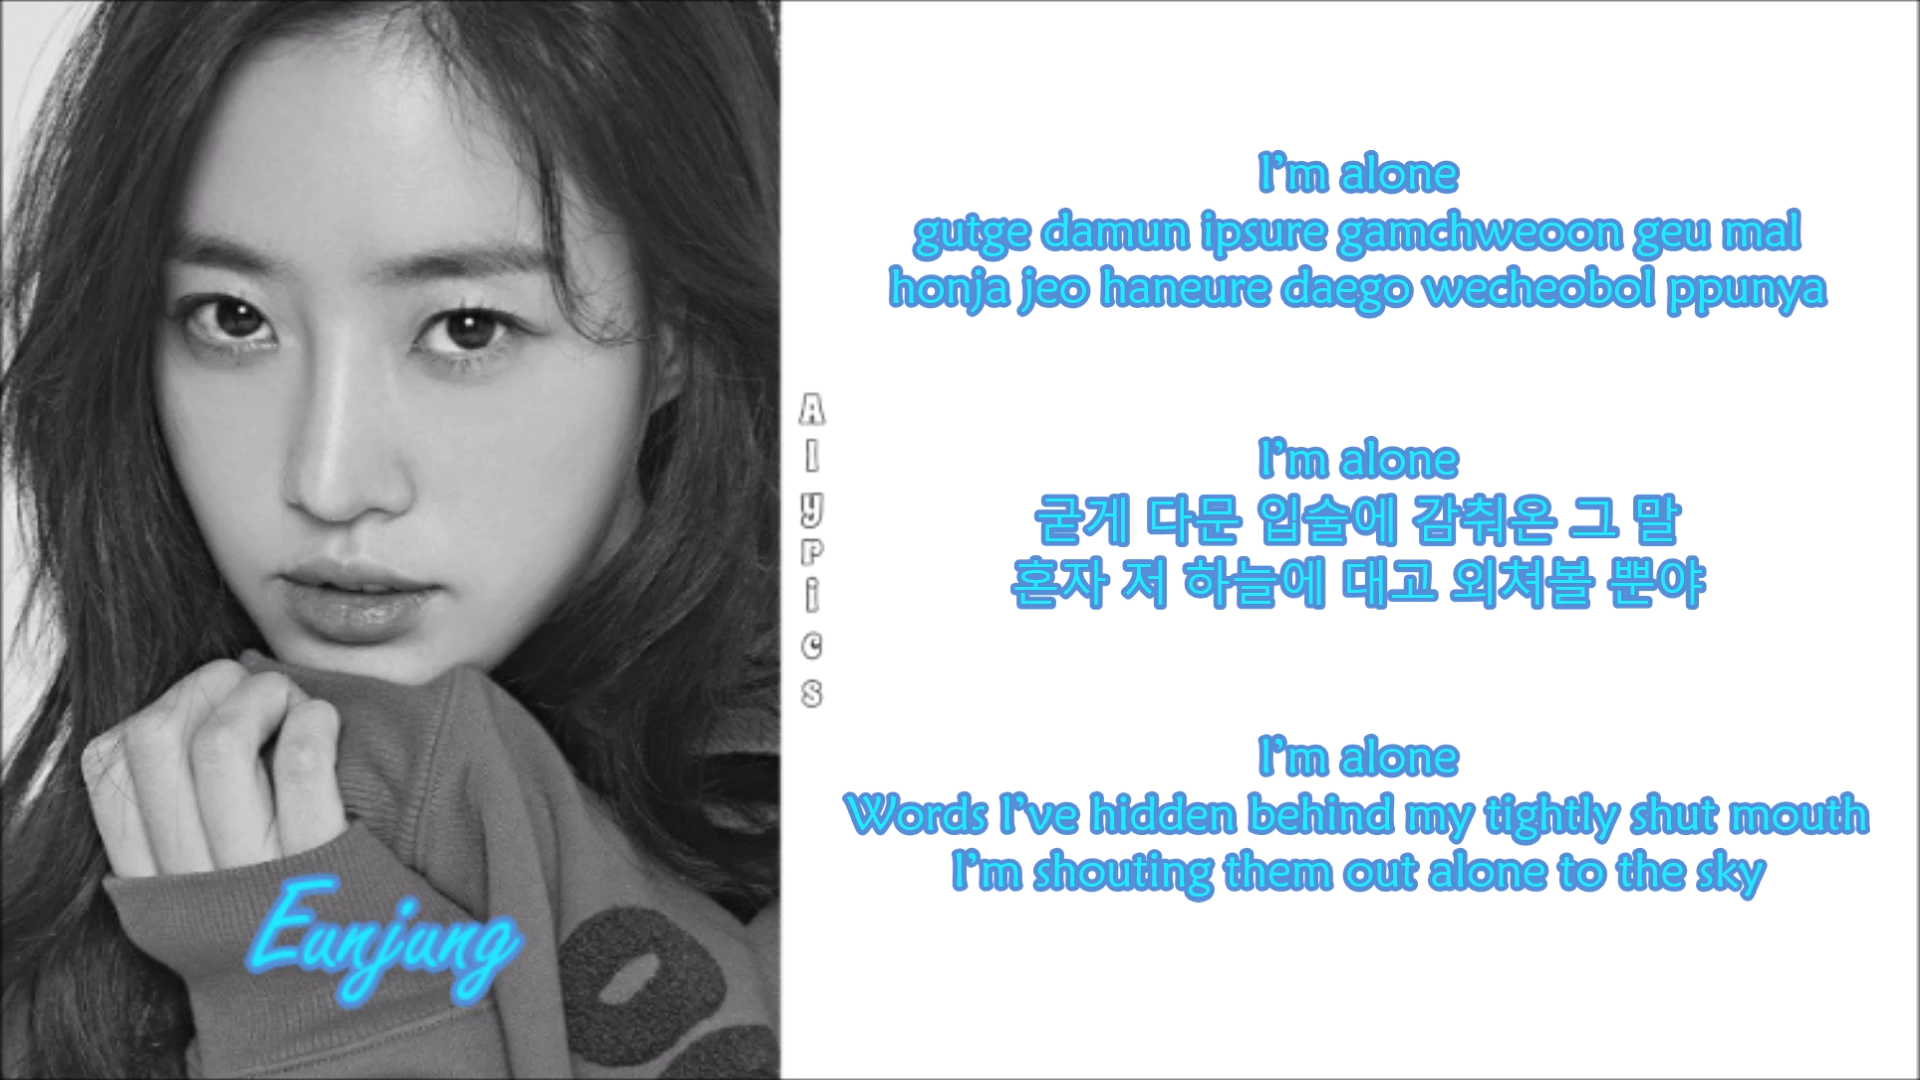 Eunjung
AlyPics
I'm alone
gutge damun ipsure gamchweoon geu mal
honja jeo haneure daego wecheobol ppunya
I'm alone
굳게 다문 입술에 감춰온 그 말
혼자 저 하늘에 대고 외쳐볼 뿐야
I'm alone
Words I've hidden behind my tightly shut mouth
I'm shouting them out alone to the sky